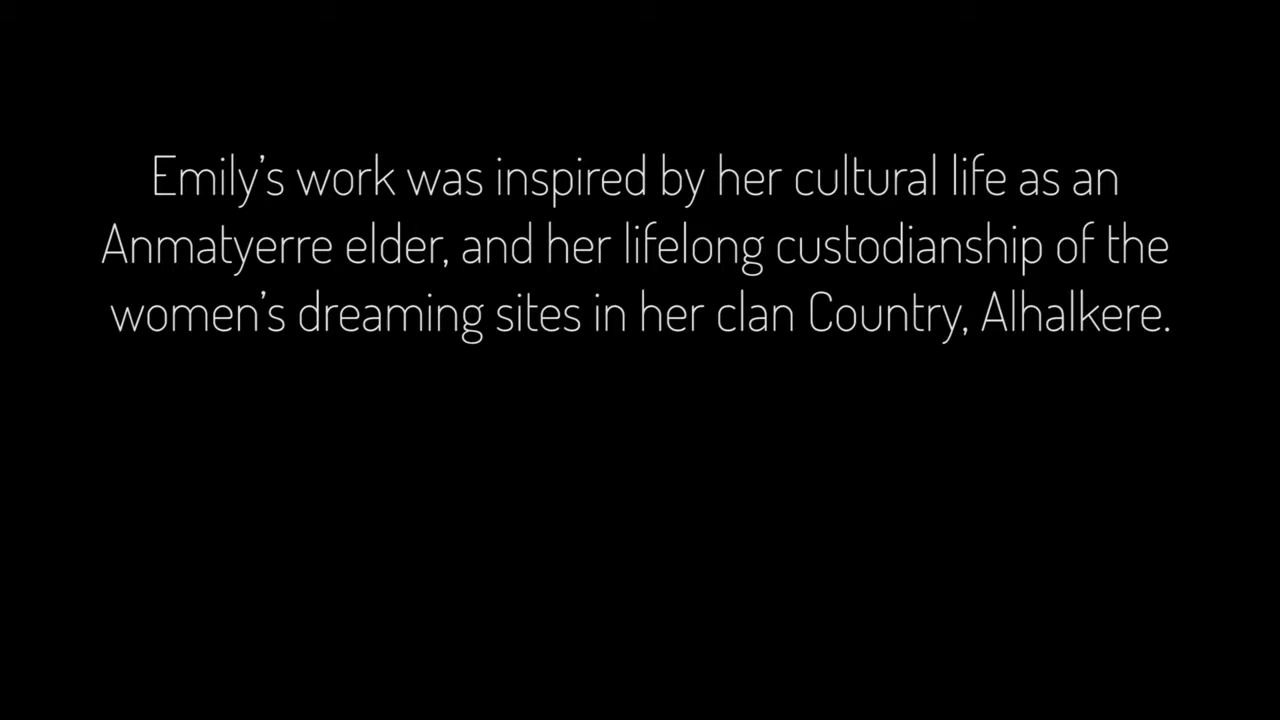 Emily’s work was inspired by her cultural life as an
Anmatyerre elder, and her lifelong custodianship of the
women’s dreaming sites in her clan Country, Alhalkere.